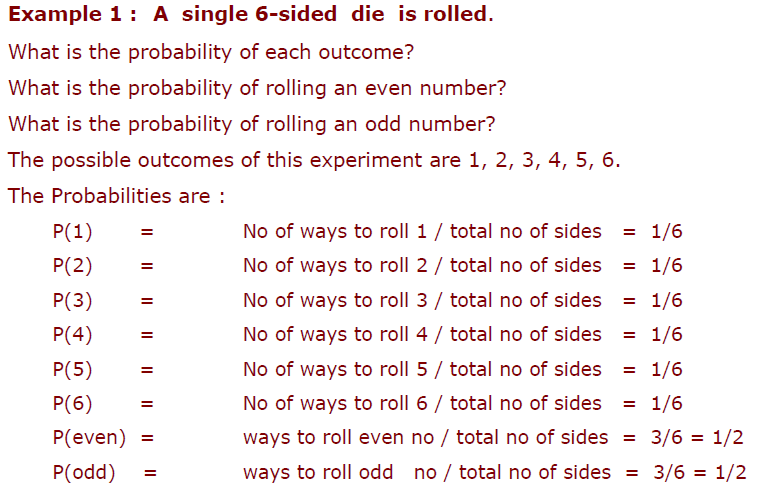 Example 1 : A single 6-sided die is rolled.
What is the probability of each outcome?
What is the probability of rolling an even number?
What is the probability of rolling an odd number?
The possible outcomes of this experiment are 1, 2, 3, 4, 5, 6.
The Probabilities are :
P(1) = No of ways to roll 1 / total no of sides = 1/6
P(2) = No of ways to roll 2 / total no of sides = 1/6
P(3) = No of ways to roll 3 / total no of sides = 1/6
P(4) = No of ways to roll 4 / total no of sides = 1/6
P(5) = No of ways to roll 5 / total no of sides = 1/6
P(6) = No of ways to roll 6 / total no of sides = 1/6
P(even) = ways to roll even no / total no of sides = 3/6 = 1/2
P(odd) = ways to roll odd no / total no of sides = 3/6 = 1/2